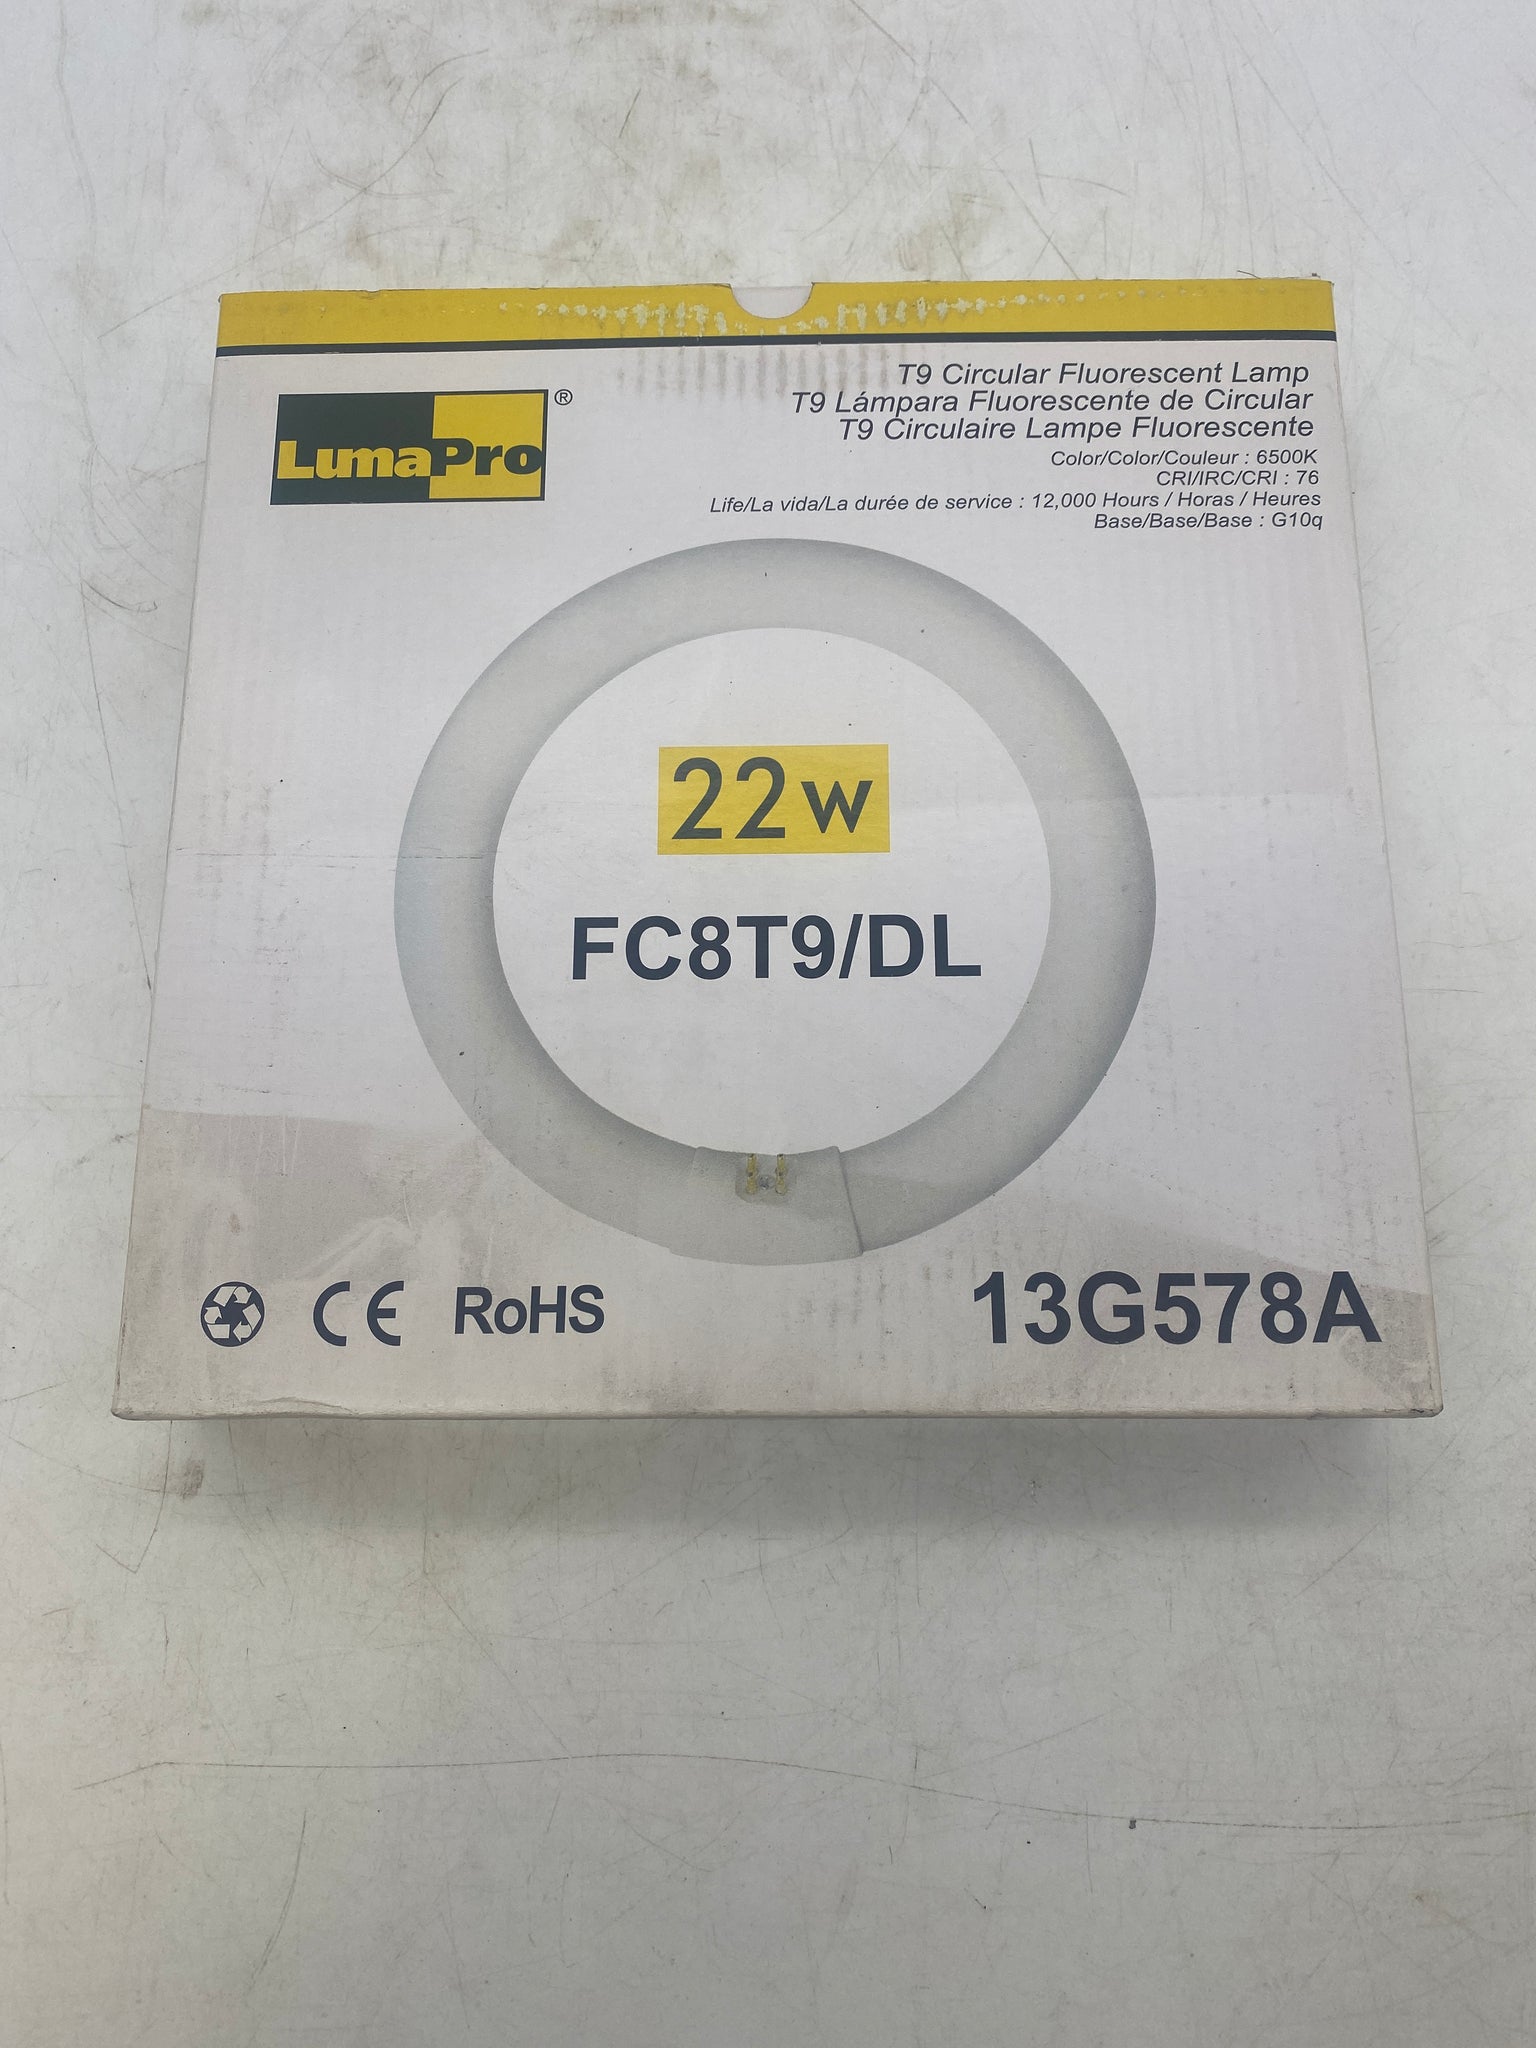 LumaPro®
T9 Circular Fluorescent Lamp
T9 Lámpara Fluorescente de Circular
T9 Circulaire Lampe Fluorescente
Color/Color/Couleur : 6500K
CRI/IRC/CRI : 76
Life/La vida/La durée de service : 12,000 Hours / Horas / Heures
Base/Base/Base : G10q
22w
FC8T9/DL
CE RoHS
13G578A